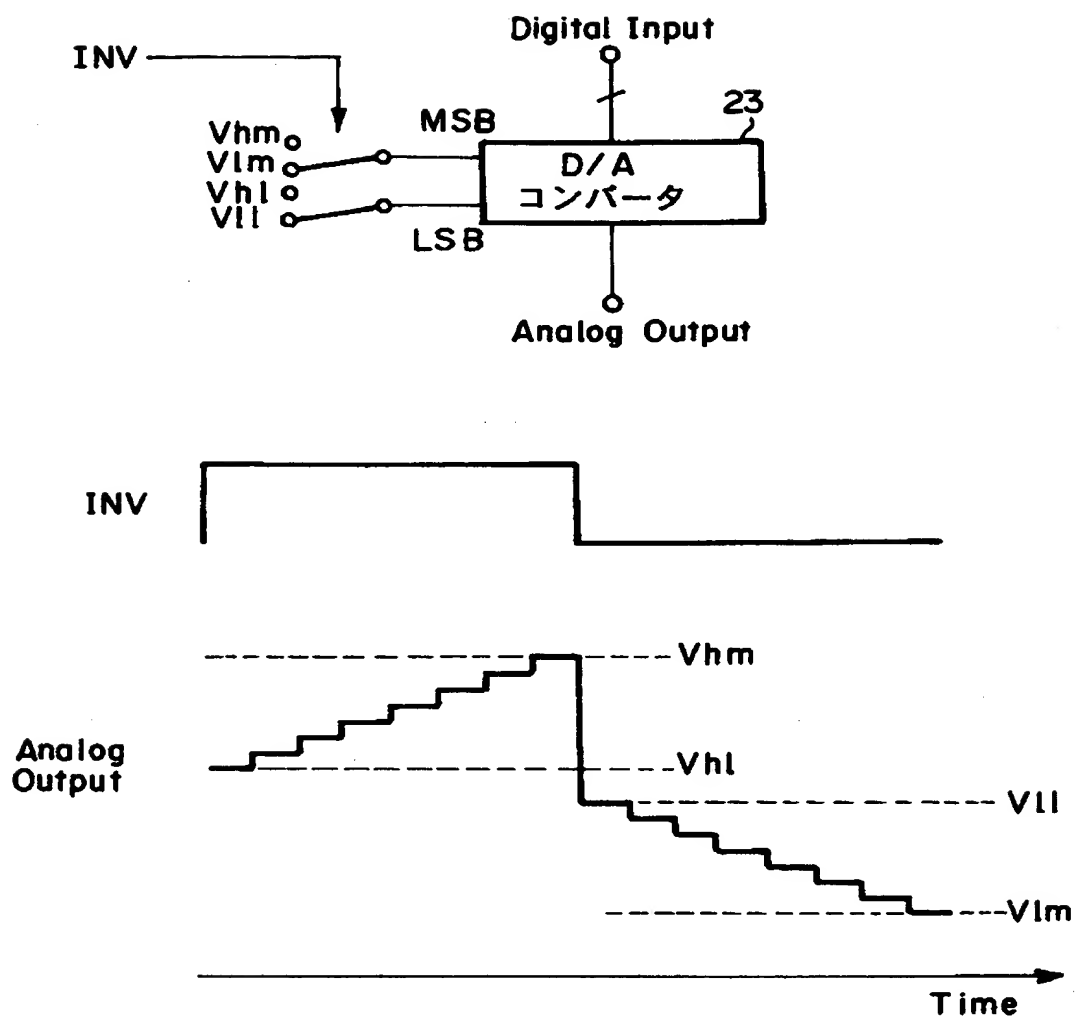 Digital Input
INV
23
MSB
Vhm
Vlm
Vhl
Vll
D/A
コンバータ
LSB
Analog Output
INV
Vhm
Analog
Output
Vhl
Vll
Vlm
Time